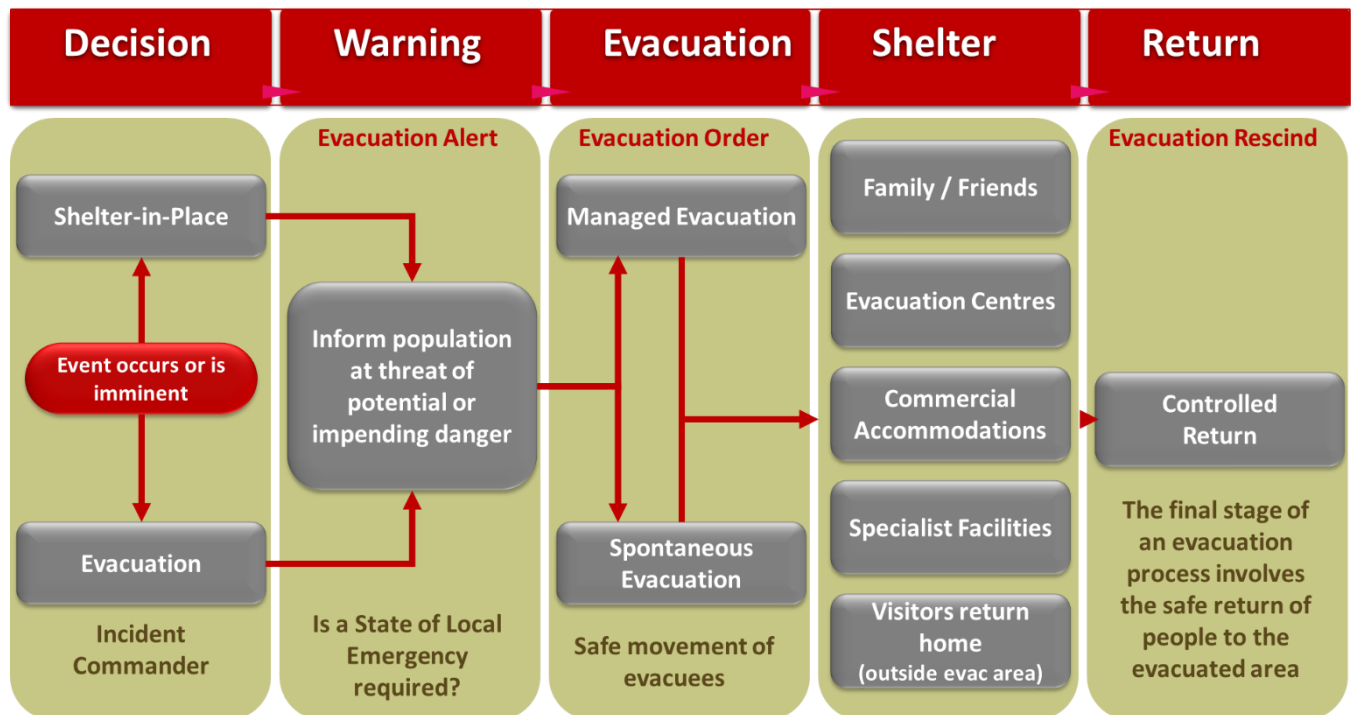 Decision
Warning
Evacuation
Shelter
Return
Shelter-in-Place
Event occurs or is
imminent
Evacuation
Incident
Commander
Evacuation Alert
Inform population
at threat of
potential or
impending danger
Is a State of Local
Emergency
required?
Evacuation Order
Managed Evacuation
Spontaneous
Evacuation
Safe movement of
evacuees
Family / Friends
Evacuation Centres
Commercial
Accommodations
Specialist Facilities
Visitors return
home
(outside evac area)
Evacuation Rescind
Controlled
Return
The final stage of
an evacuation
process involves
the safe return of
people to the
evacuated area